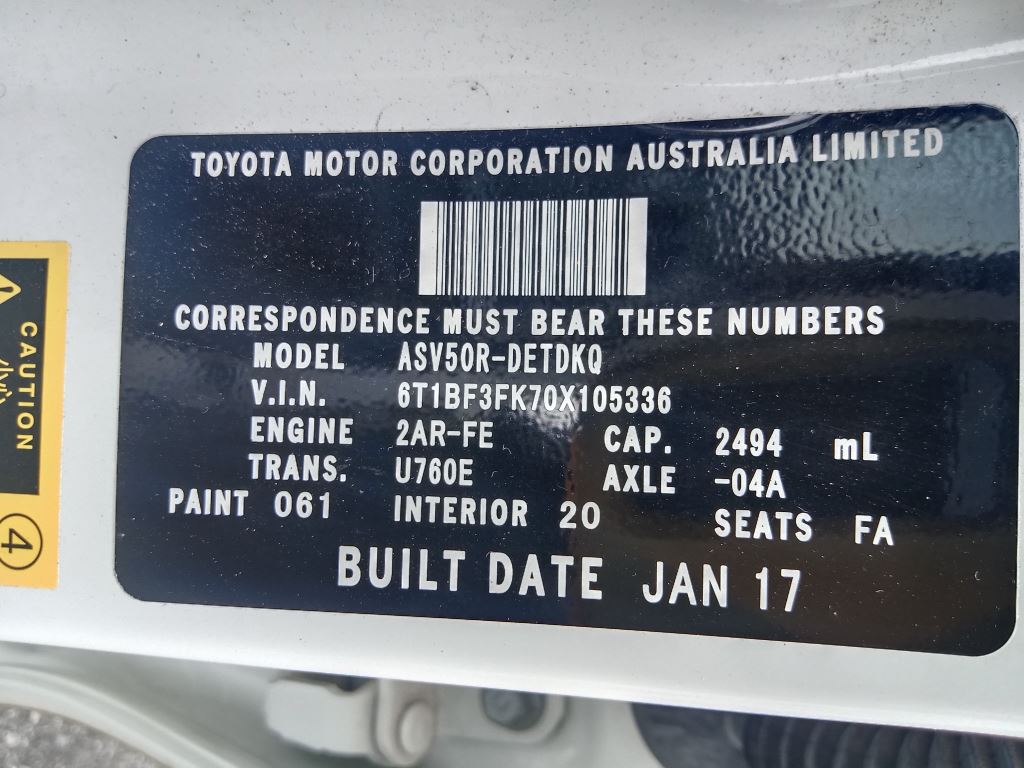 TOYOTA MOTOR CORPORATION AUSTRALIA LIMITED
CORRESPONDENCE MUST BEAR THESE NUMBERS
MODEL ASV50R-DETDKQ
V.I.N. 6T1BF3FK70X105336
ENGINE 2AR-FE CAP. 2494 mL
TRANS. U760E AXLE -04A
PAINT 061 INTERIOR 20 SEATS FA
BUILT DATE JAN 17
CAUTION
4